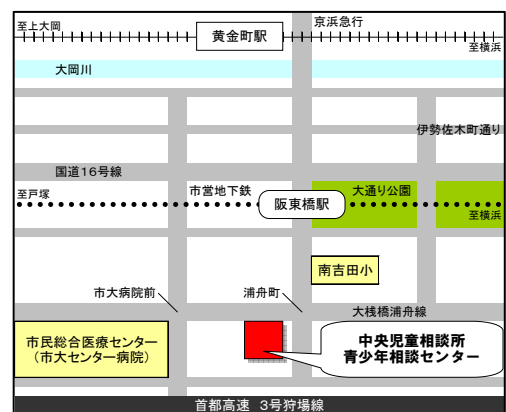 至上大岡
黄金町駅
京浜急行
至横浜
大岡川
伊勢佐木町通り
国道16号線
至戸塚
市営地下鉄
阪東橋駅
大通り公園
至横浜
南吉田小
市大病院前
浦舟町
大桟橋浦舟線
市民総合医療センター
（市大センター病院）
中央児童相談所
青少年相談センター
首都高速 3号狩場線